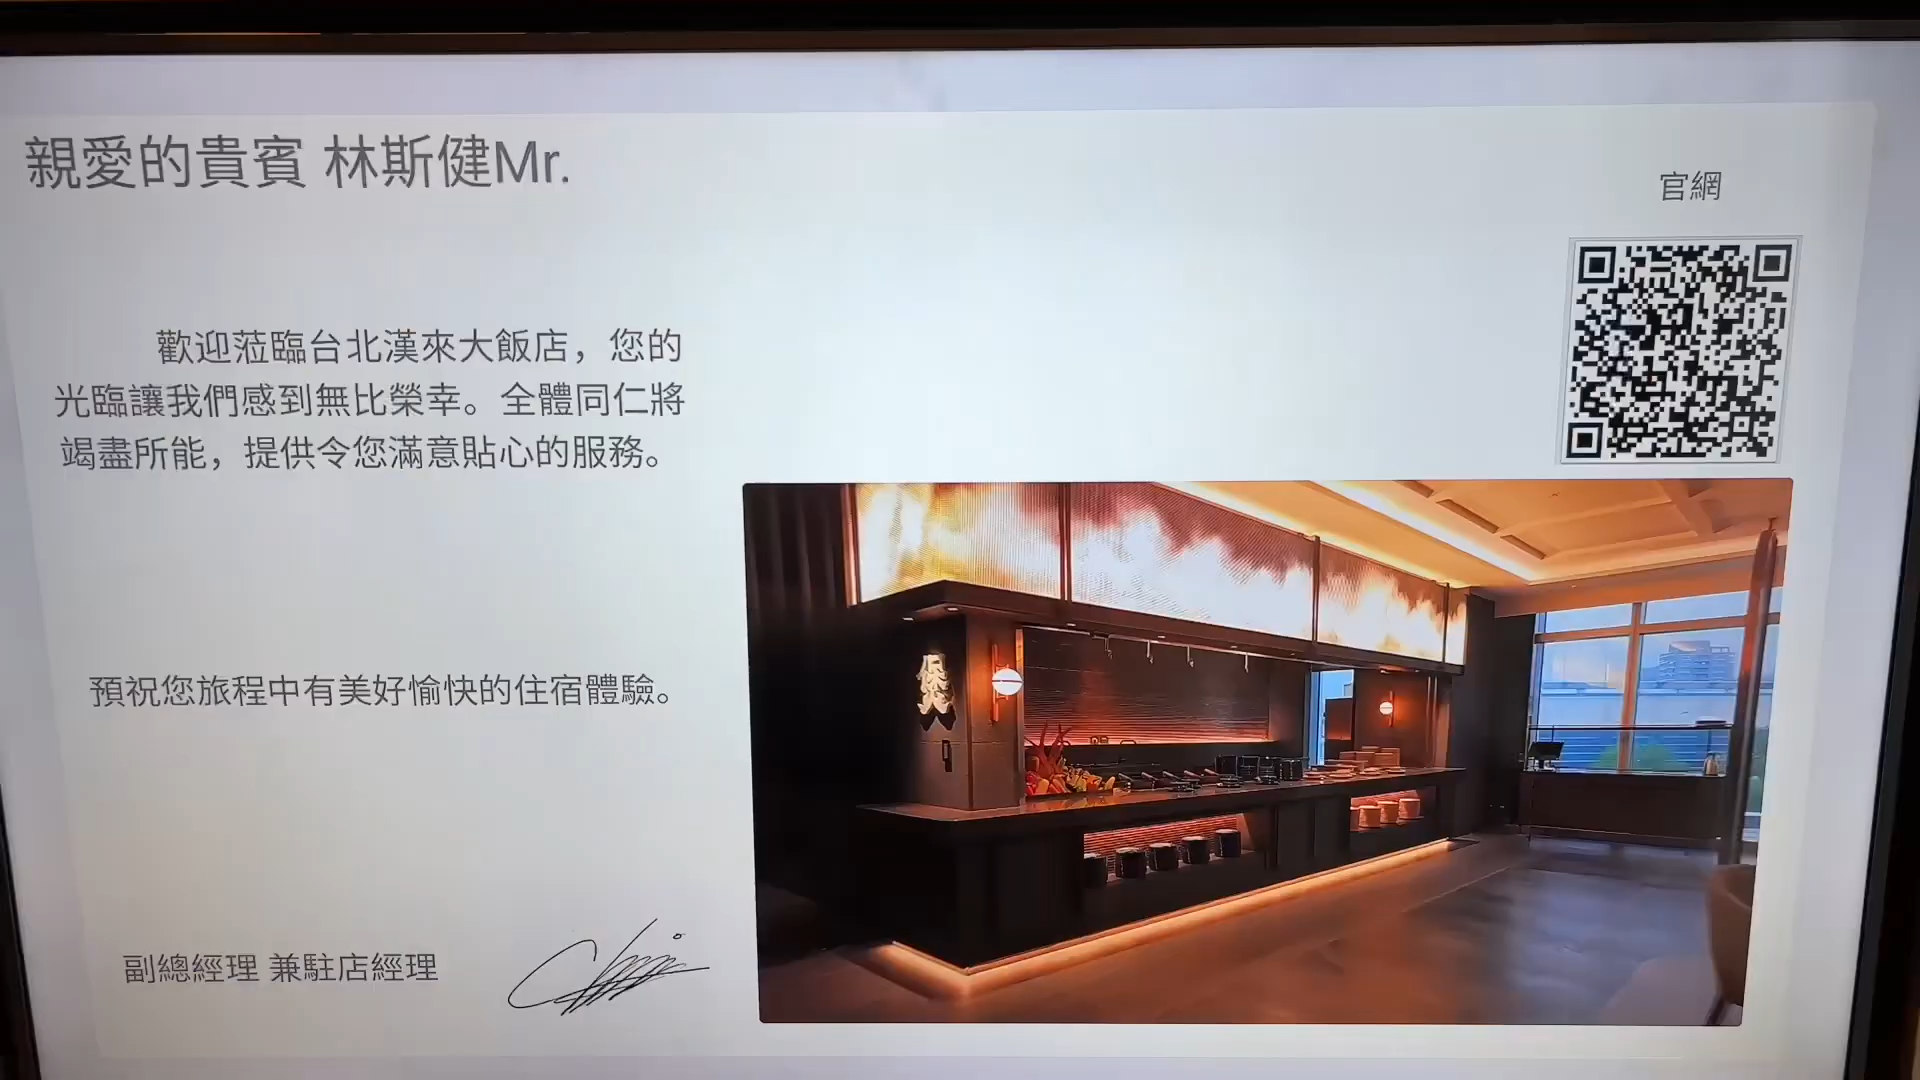 親愛的貴賓 林斯健Mr.
官網
歡迎蒞臨台北漢來大飯店，您的
光臨讓我們感到無比榮幸。全體同仁將
竭盡所能，提供令您滿意貼心的服務。
預祝您旅程中有美好愉快的住宿體驗。
副總經理 兼駐店經理